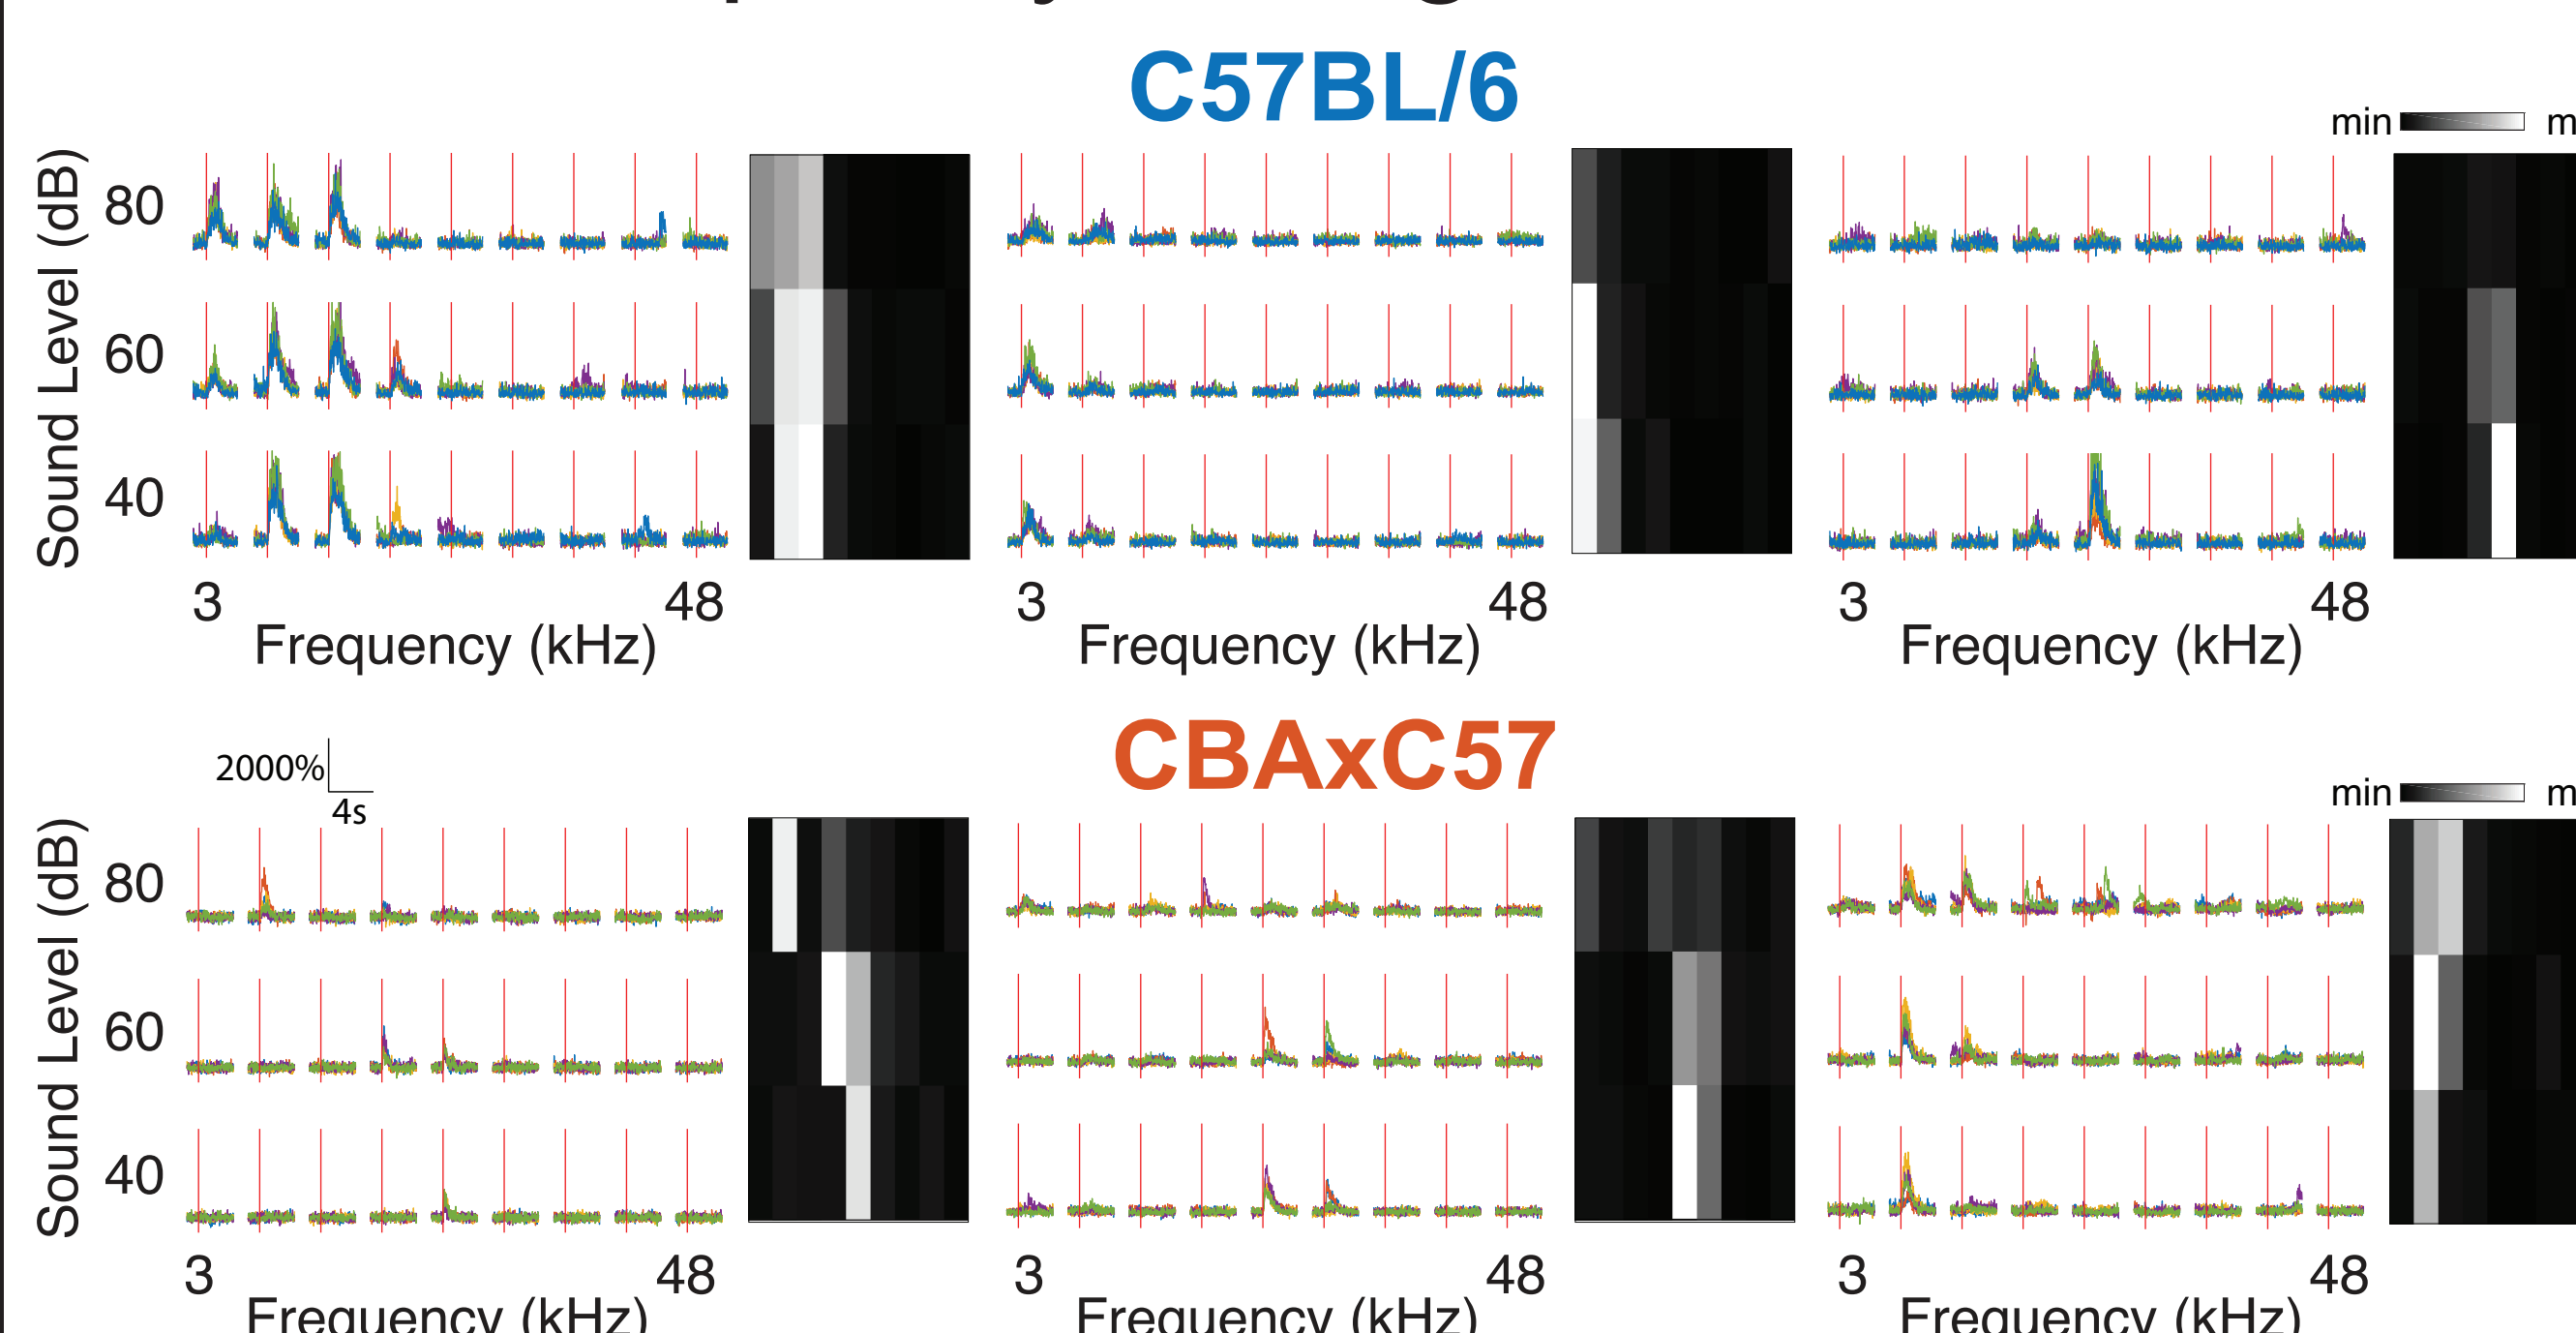 C57BL/6
min
Sound Level (dB)
80
60
40
3 48 3 48 3 48
Frequency (kHz) Frequency (kHz) Frequency (kHz)
CBAxC57
2000%
4s
min
Sound Level (dB)
80
60
40
3 48 3 48 3 48
Frequency (kHz) Frequency (kHz) Frequency (kHz)